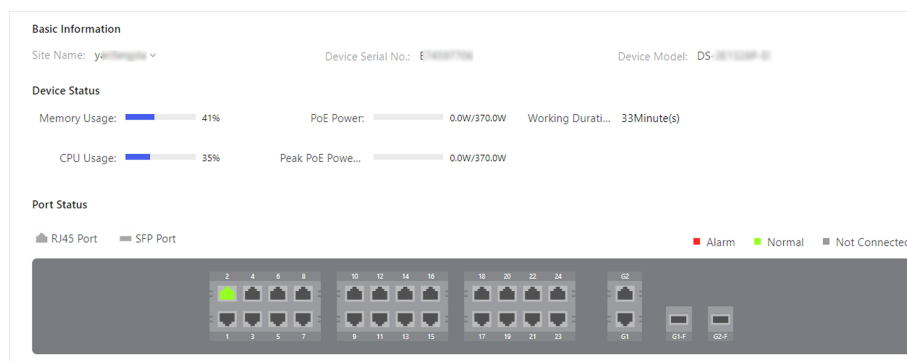 Basic Information
Site Name: Device Serial No.: Device Model: DS-
Device Status
Memory Usage: 41% PoE Power: 0.0W/370.0W Working Durati... 33Minute(s)
CPU Usage: 35% Peak PoE Powe... 0.0W/370.0W
Port Status
RJ45 Port SFP Port Alarm Normal Not Connected
2 4 6 8 10 12 14 16 18 20 22 24 G2
1 3 5 7 9 11 13 15 17 19 21 23 G1 G1-F G2-F